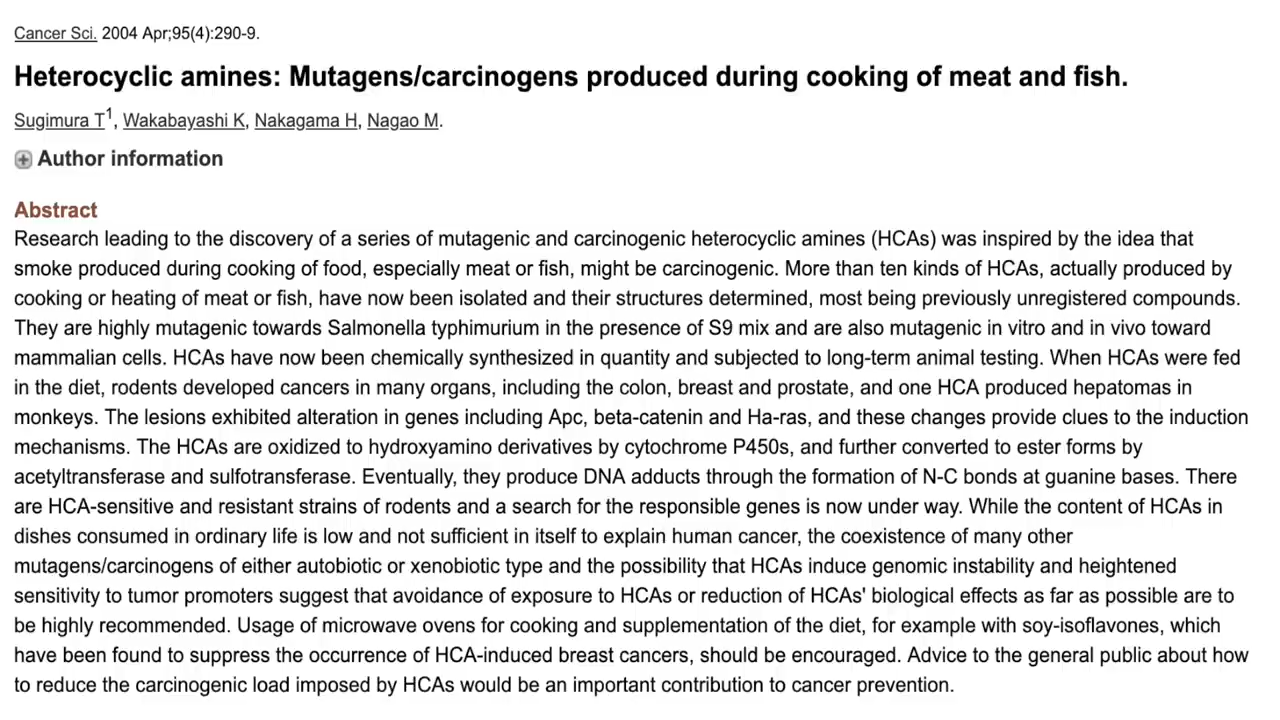 Cancer Sci. 2004 Apr;95(4):290-9.
Heterocyclic amines: Mutagens/carcinogens produced during cooking of meat and fish.
Sugimura T1, Wakabayashi K, Nakagama H, Nagao M.
Author information
Abstract
Research leading to the discovery of a series of mutagenic and carcinogenic heterocyclic amines (HCAs) was inspired by the idea that
smoke produced during cooking of food, especially meat or fish, might be carcinogenic. More than ten kinds of HCAs, actually produced by
cooking or heating of meat or fish, have now been isolated and their structures determined, most being previously unregistered compounds.
They are highly mutagenic towards Salmonella typhimurium in the presence of S9 mix and are also mutagenic in vitro and in vivo toward
mammalian cells. HCAs have now been chemically synthesized in quantity and subjected to long-term animal testing. When HCAs were fed
in the diet, rodents developed cancers in many organs, including the colon, breast and prostate, and one HCA produced hepatomas in
monkeys. The lesions exhibited alteration in genes including Apc, beta-catenin and Ha-ras, and these changes provide clues to the induction
mechanisms. The HCAs are oxidized to hydroxyamino derivatives by cytochrome P450s, and further converted to ester forms by
acetyltransferase and sulfotransferase. Eventually, they produce DNA adducts through the formation of N-C bonds at guanine bases. There
are HCA-sensitive and resistant strains of rodents and a search for the responsible genes is now under way. While the content of HCAs in
dishes consumed in ordinary life is low and not sufficient in itself to explain human cancer, the coexistence of many other
mutagens/carcinogens of either autobiotic or xenobiotic type and the possibility that HCAs induce genomic instability and heightened
sensitivity to tumor promoters suggest that avoidance of exposure to HCAs or reduction of HCAs' biological effects as far as possible are to
be highly recommended. Usage of microwave ovens for cooking and supplementation of the diet, for example with soy-isoflavones, which
have been found to suppress the occurrence of HCA-induced breast cancers, should be encouraged. Advice to the general public about how
to reduce the carcinogenic load imposed by HCAs would be an important contribution to cancer prevention.